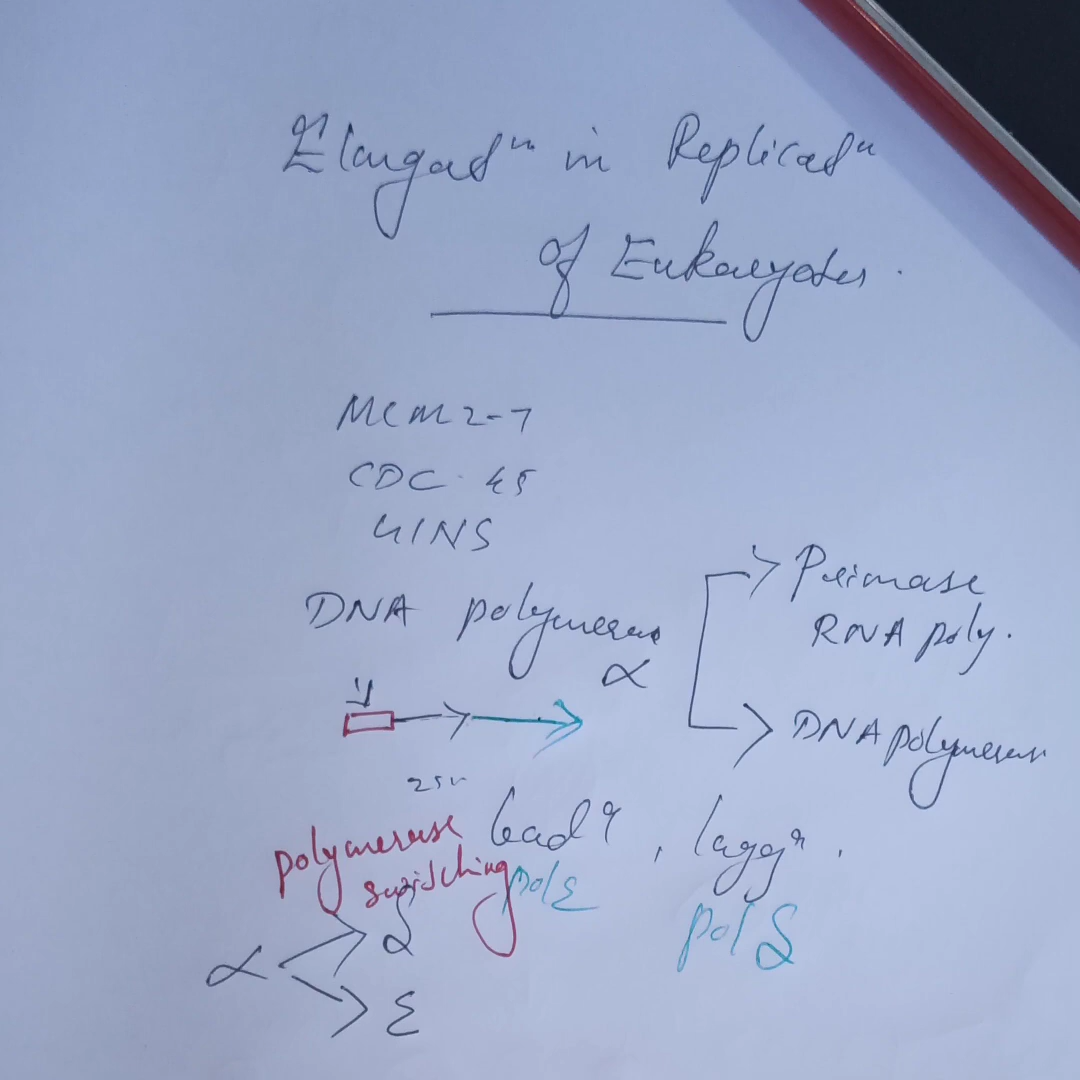 Elongatⁿ in Replicatⁿ
of Eukaryotes.
MCM2-7
CDC 45
GINS
DNA polymerase
α
Primase
RNA poly.
DNA polymerase
lead^g, lagg^g.
polymerase
switching
pol ε
pol δ
α
δ
ε